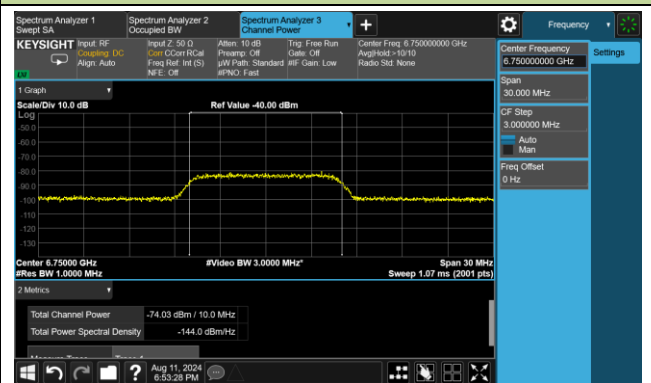 Spectrum Analyzer 1
Swept SA
Spectrum Analyzer 2
Occupied BW
Spectrum Analyzer 3
Channel Power
Frequency
KEYSIGHT
Input: RF
Coupling: DC
Align: Auto
Input Z: 50 Ω
Corr CCorr RCal
Freq Ref: Int (S)
NFE: Off
Atten: 10 dB
Preamp: Off
µW Path: Standard
#PNO: Fast
Trig: Free Run
Gate: Off
#IF Gain: Low
Center Freq: 6.750000000 GHz
Avg|Hold:>10/10
Radio Std: None
Center Frequency
6.750000000 GHz
Settings
Span
30.000 MHz
CF Step
3.000000 MHz
Auto
Man
Freq Offset
0 Hz
1 Graph
Scale/Div 10.0 dB
Ref Value -40.00 dBm
Log
-50.0
-60.0
-70.0
-80.0
-90.0
-100
-110
-120
-130
Center 6.75000 GHz
#Video BW 3.0000 MHz*
Span 30 MHz
#Res BW 1.0000 MHz
Sweep 1.07 ms (2001 pts)
2 Metrics
Total Channel Power
-74.03 dBm / 10.0 MHz
Total Power Spectral Density
-144.0 dBm/Hz
Aug 11, 2024
6:53:28 PM